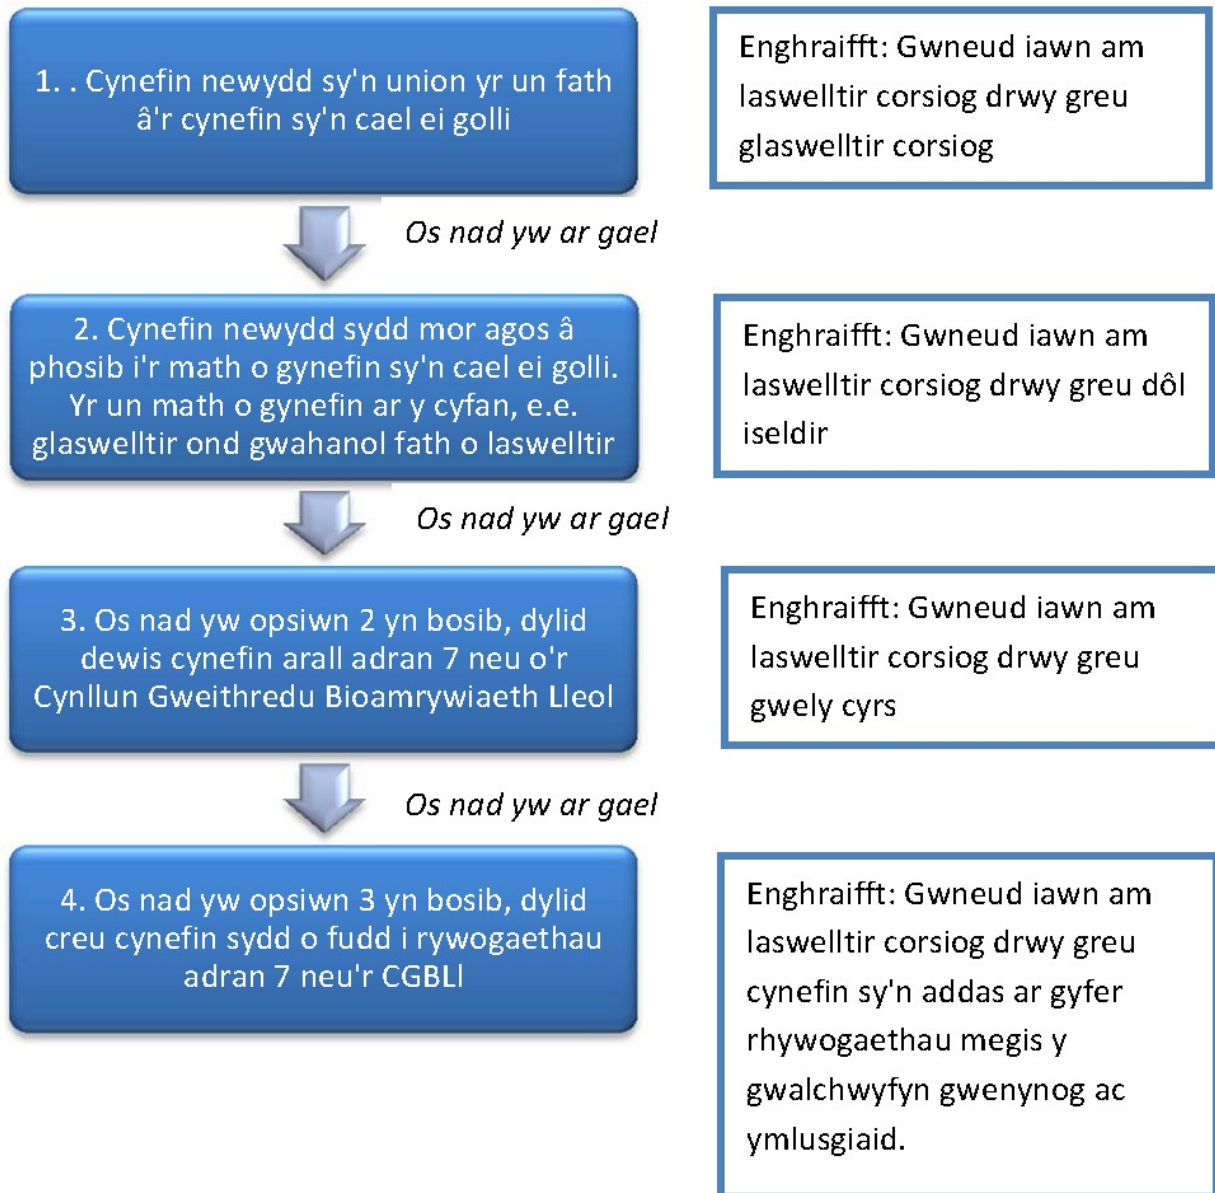 1. . Cynefin newydd sy'n union yr un fath
â'r cynefin sy'n cael ei golli
Enghraifft: Gwneud iawn am
laswelltir corsiog drwy greu
glaswelltir corsiog
Os nad yw ar gael
2. Cynefin newydd sydd mor agos â
phosib i'r math o gynefin sy'n cael ei golli.
Yr un math o gynefin ar y cyfan, e.e.
glaswelltir ond gwahanol fath o laswelltir
Enghraifft: Gwneud iawn am
laswelltir corsiog drwy greu dôl
iseldir
Os nad yw ar gael
3. Os nad yw opsiwn 2 yn bosib, dylid
dewis cynefin arall adran 7 neu o'r
Cynllun Gweithredu Bioamrywiaeth Lleol
Enghraifft: Gwneud iawn am
laswelltir corsiog drwy greu
gwely cyrs
Os nad yw ar gael
4. Os nad yw opsiwn 3 yn bosib, dylid
creu cynefin sydd o fudd i rywogaethau
adran 7 neu'r CGBLl
Enghraifft: Gwneud iawn am
laswelltir corsiog drwy greu
cynefin sy'n addas ar gyfer
rhywogaethau megis y
gwalchwyfyn gwenynog ac
ymlusgiaid.